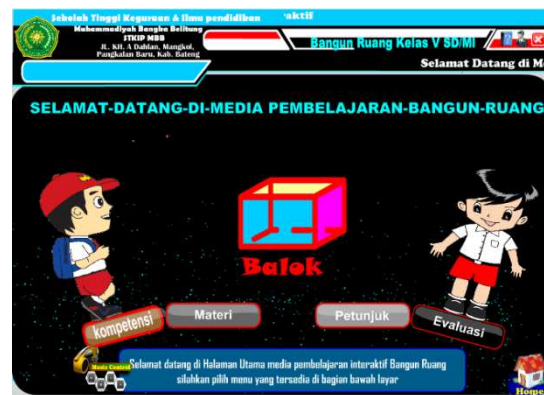 Sekolah Tinggi Keguruan & Ilmu pendidikan
Muhammadiyah Bangka Belitung
STKIP MBB
JL. KH. A Dahlan, Mangkol,
Pangkalan Baru, Kab. Bateng
aktif
Bangun Ruang Kelas V SD/MI
Selamat Datang di M
SELAMAT-DATANG-DI-MEDIA PEMBELAJARAN-BANGUN-RUANG
Balok
kompetensi
Materi
Petunjuk
Evaluasi
Music Control
Selamat datang di Halaman Utama media pembelajaran interaktif Bangun Ruang
silahkan pilih menu yang tersedia di bagian bawah layar
Home